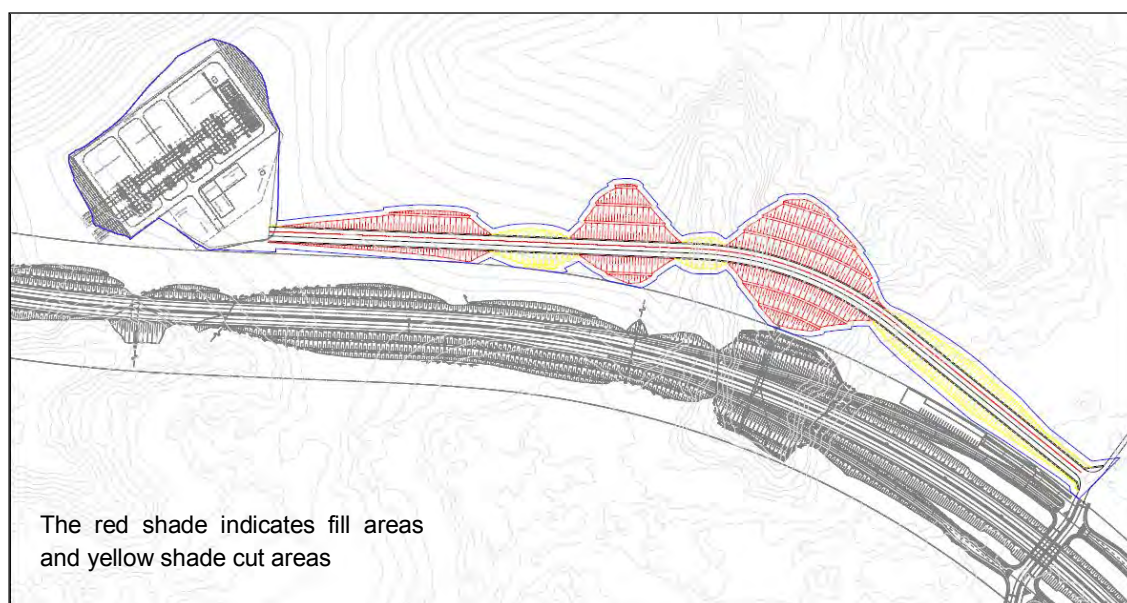 The red shade indicates fill areas
and yellow shade cut areas